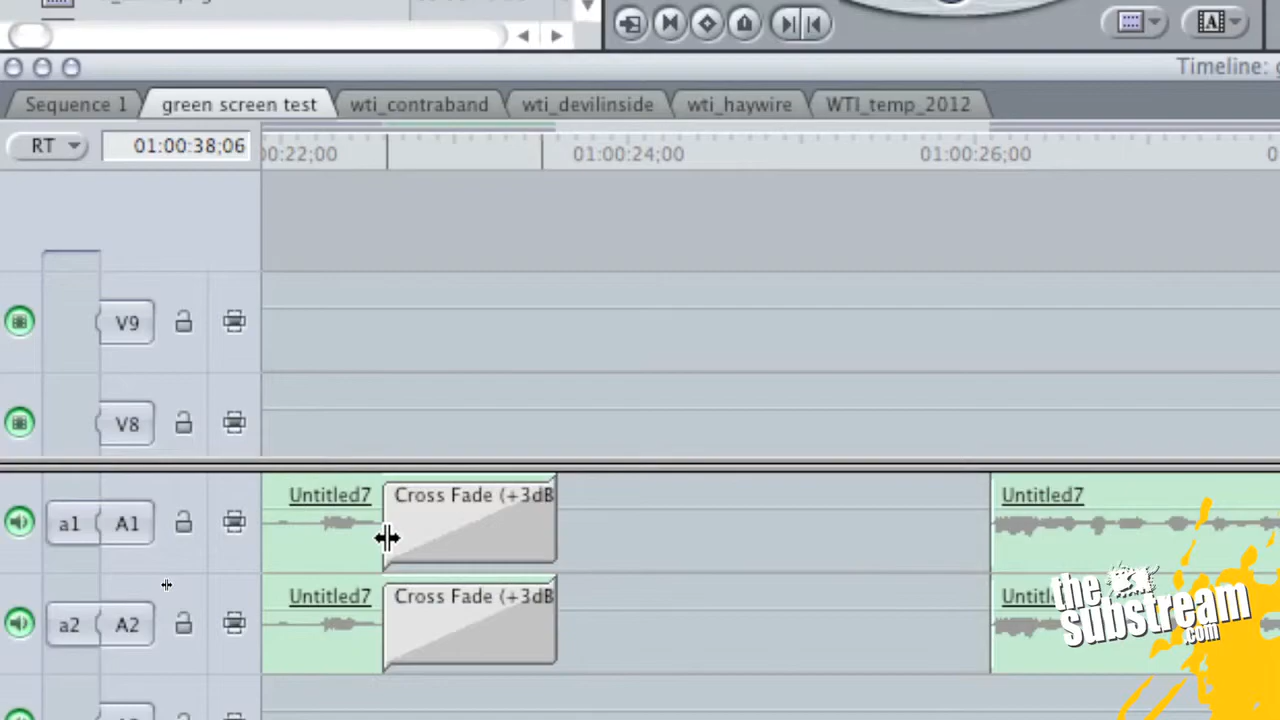 Timeline:
Sequence 1
green screen test
wti_contraband
wti_devilinside
wti_haywire
WTI_temp_2012
RT
01:00:38;06
00:22;00
01:00:24;00
01:00:26;00
V9
V8
Untitled7
Cross Fade (+3dB
Untitled7
a1
A1
Untitled7
Cross Fade (+3dB
a2
A2
the
substream
.com
A